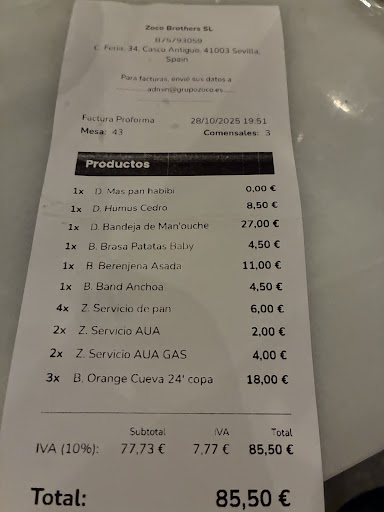 Zoco Brothers SL
B75793059
C. Feria, 34, Casco Antiguo, 41003 Sevilla,
Spain
Para facturas, envie sus datos a
admin@grupozoco.es
Factura Proforma 28/10/2025 19:51
Mesa: 43 Comensales: 3
Productos
1x D. Mas pan habibi 0,00 €
1x D. Humus Cedro 8,50 €
1x D. Bandeja de Man'ouche 27,00 €
1x B. Brasa Patatas Baby 4,50 €
1x B. Berenjena Asada 11,00 €
1x B. Band Anchoa 4,50 €
4x Z. Servicio de pan 6,00 €
2x Z. Servicio AUA 2,00 €
2x Z. Servicio AUA GAS 4,00 €
3x B. Orange Cueva 24' copa 18,00 €
Subtotal IVA Total
IVA (10%): 77,73 € 7,77 € 85,50 €
Total: 85,50 €